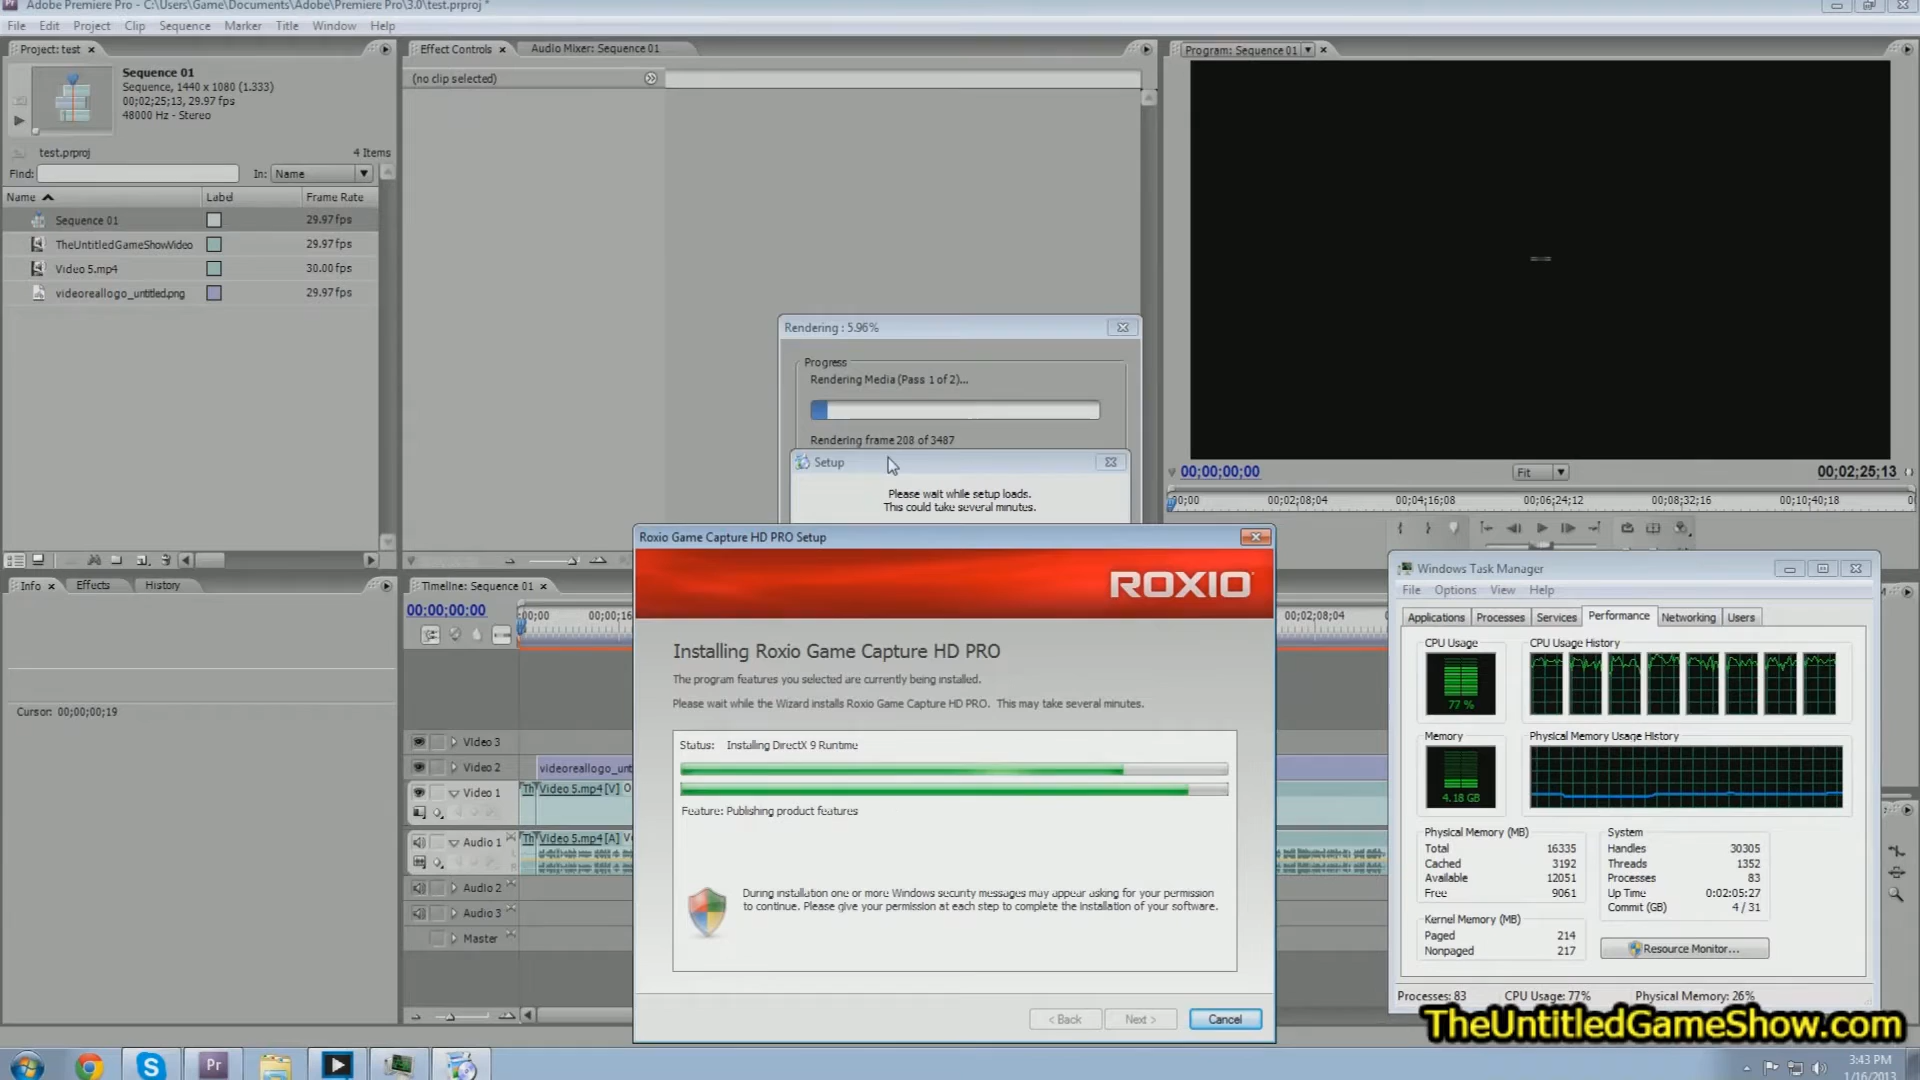 Adobe Premiere Pro - C:\Users\Game\Documents\Adobe\Premiere Pro\3.0\test.prproj *
File Edit Project Clip Sequence Marker Title Window Help
Project: test
Sequence 01
Sequence, 1440 x 1080 (1.333)
00;02;25;13, 29.97 fps
48000 Hz - Stereo
test.prproj 4 Items
Find: In: Name
Name Label Frame Rate
Sequence 01 29.97 fps
TheUntitledGameShowVideo 29.97 fps
Video 5.mp4 30.00 fps
videoreallogo_untitled.png 29.97 fps
Effect Controls Audio Mixer: Sequence 01
(no clip selected)
Program: Sequence 01
00;00;00;00 Fit 00;02;25;13
00;00 00;02;08;04 00;04;16;08 00;06;24;12 00;08;32;16 00;10;40;18
Rendering : 5.96%
Progress
Rendering Media (Pass 1 of 2)...
Rendering frame 208 of 3487
Setup
Please wait while setup loads.
This could take several minutes.
Roxio Game Capture HD PRO Setup
ROXIO
Installing Roxio Game Capture HD PRO
The program features you selected are currently being installed.
Please wait while the Wizard installs Roxio Game Capture HD PRO. This may take several minutes.
Status: Installing DirectX 9 Runtime
Feature: Publishing product features
During installation one or more Windows security messages may appear asking for your permission
to continue. Please give your permission at each step to complete the installation of your software.
< Back Next > Cancel
Info Effects History
Cursor: 00;00;00;19
Timeline: Sequence 01
00;00;00;00 00;00 00;00;16 00;02;08;04
Video 3
Video 2 videoreallogo_unt
Video 1 Th Video 5.mp4 [V] O
Audio 1 Th Video 5.mp4 [A] V
Audio 2
Audio 3
Master
Windows Task Manager
File Options View Help
Applications Processes Services Performance Networking Users
CPU Usage CPU Usage History
77 %
Memory Physical Memory Usage History
4.18 GB
Physical Memory (MB)
Total 16335
Cached 3192
Available 12051
Free 9061
Kernel Memory (MB)
Paged 214
Nonpaged 217
System
Handles 30305
Threads 1352
Processes 83
Up Time 0:02:05:27
Commit (GB) 4 / 31
Resource Monitor...
Processes: 83 CPU Usage: 77% Physical Memory: 26%
TheUntitledGameShow.com
Pr
3:43 PM
1/16/2013